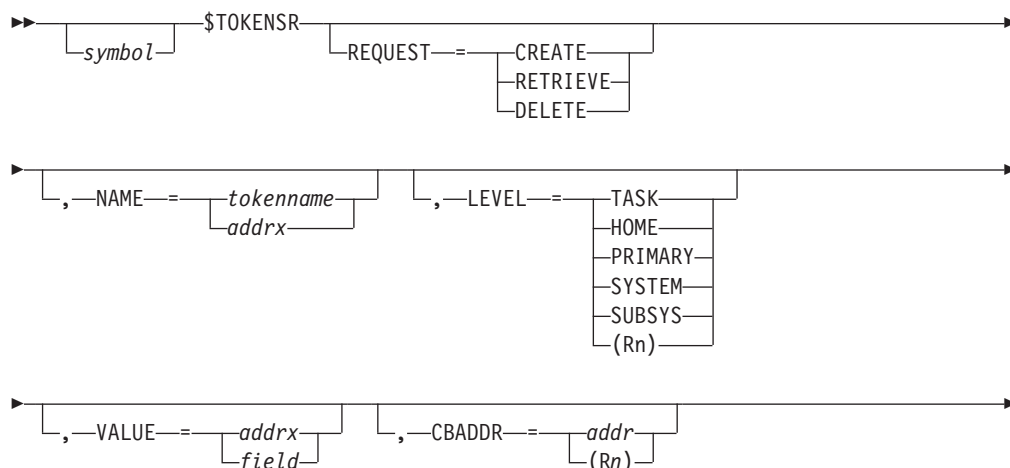 $TOKENSR
symbol REQUEST = CREATE
RETRIEVE
DELETE
, NAME = tokenname , LEVEL = TASK
addrx HOME
PRIMARY
SYSTEM
SUBSYS
(Rn)
, VALUE = addrx , CBADDR = addr
field (Rn)